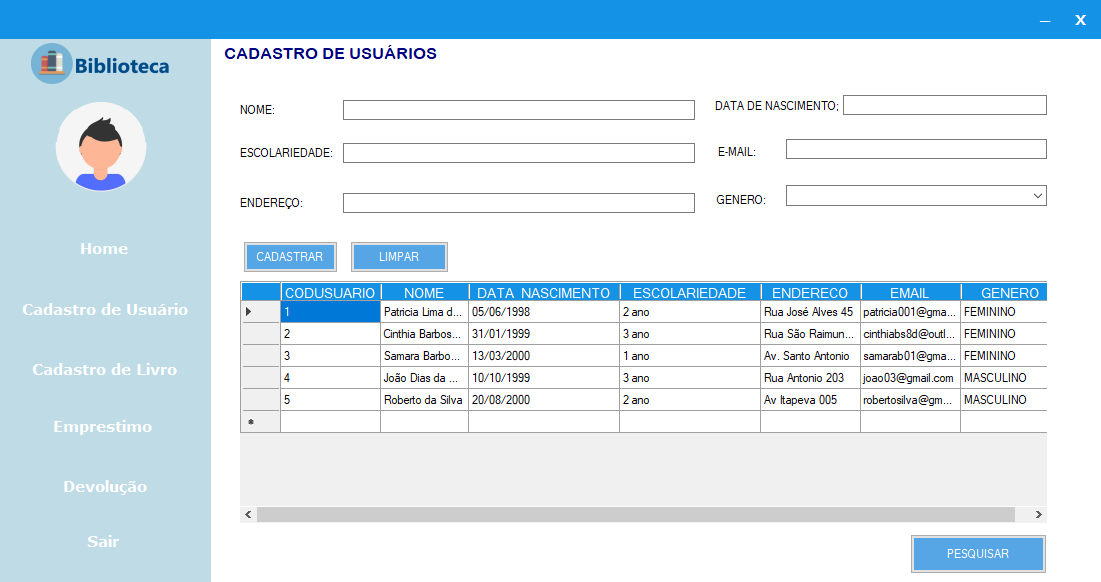 X
Biblioteca
Home
Cadastro de Usuário
Cadastro de Livro
Emprestimo
Devolução
Sair
CADASTRO DE USUÁRIOS
NOME: DATA DE NASCIMENTO;
ESCOLARIEDADE: E-MAIL:
ENDEREÇO: GENERO:
CADASTRAR LIMPAR
CODUSUARIO NOME DATA_NASCIMENTO ESCOLARIEDADE ENDERECO EMAIL GENERO
1 Patricia Lima d... 05/06/1998 2 ano Rua José Alves 45 patricia001@gma... FEMININO
2 Cinthia Barbos... 31/01/1999 3 ano Rua São Raimun... cinthiabs8d@outl... FEMININO
3 Samara Barbo... 13/03/2000 1 ano Av. Santo Antonio samarab01@gma... FEMININO
4 João Dias da ... 10/10/1999 3 ano Rua Antonio 203 joao03@gmail.com MASCULINO
5 Roberto da Silva 20/08/2000 2 ano Av Itapeva 005 robertosilva@gm... MASCULINO
*
PESQUISAR